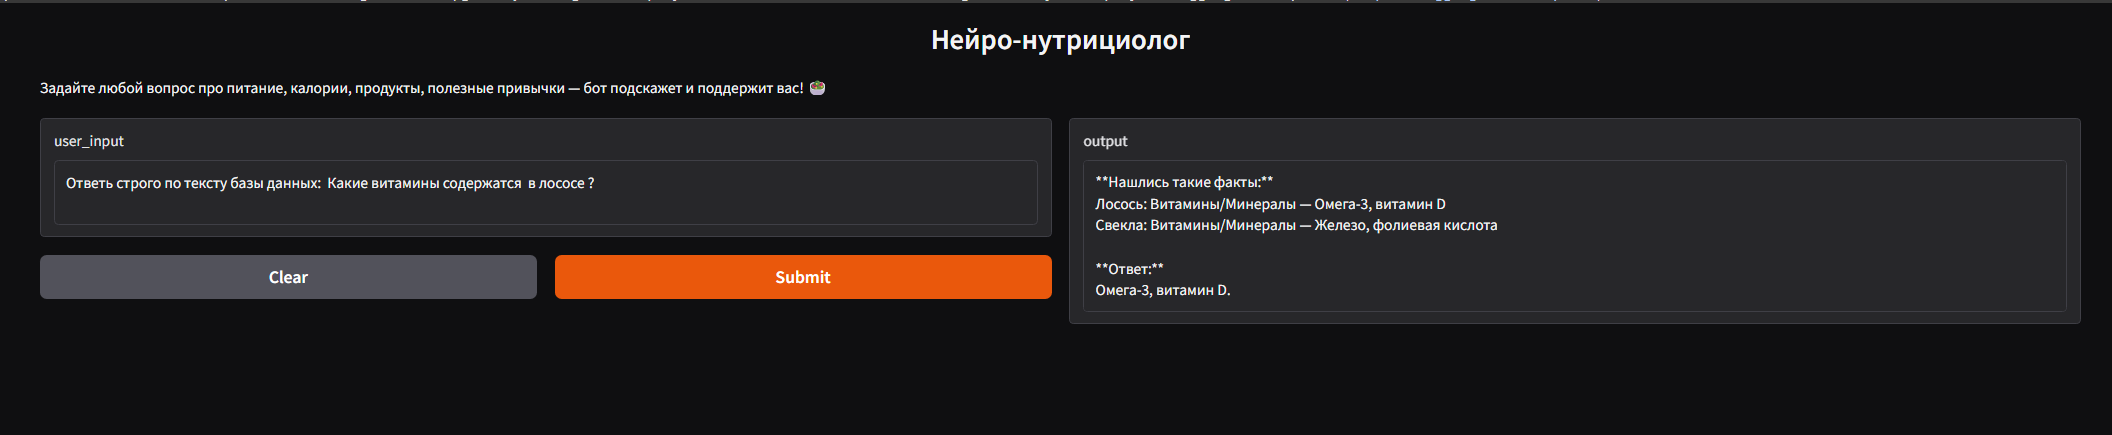 Нейро-нутрициолог
Задайте любой вопрос про питание, калории, продукты, полезные привычки — бот подскажет и поддержит вас! 🥗
user_input
Ответь строго по тексту базы данных:  Какие витамины содержатся  в лососе ?
Clear
Submit
output
**Нашлись такие факты:**
Лосось: Витамины/Минералы — Омега-3, витамин D
Свекла: Витамины/Минералы — Железо, фолиевая кислота
**Ответ:**
Омега-3, витамин D.